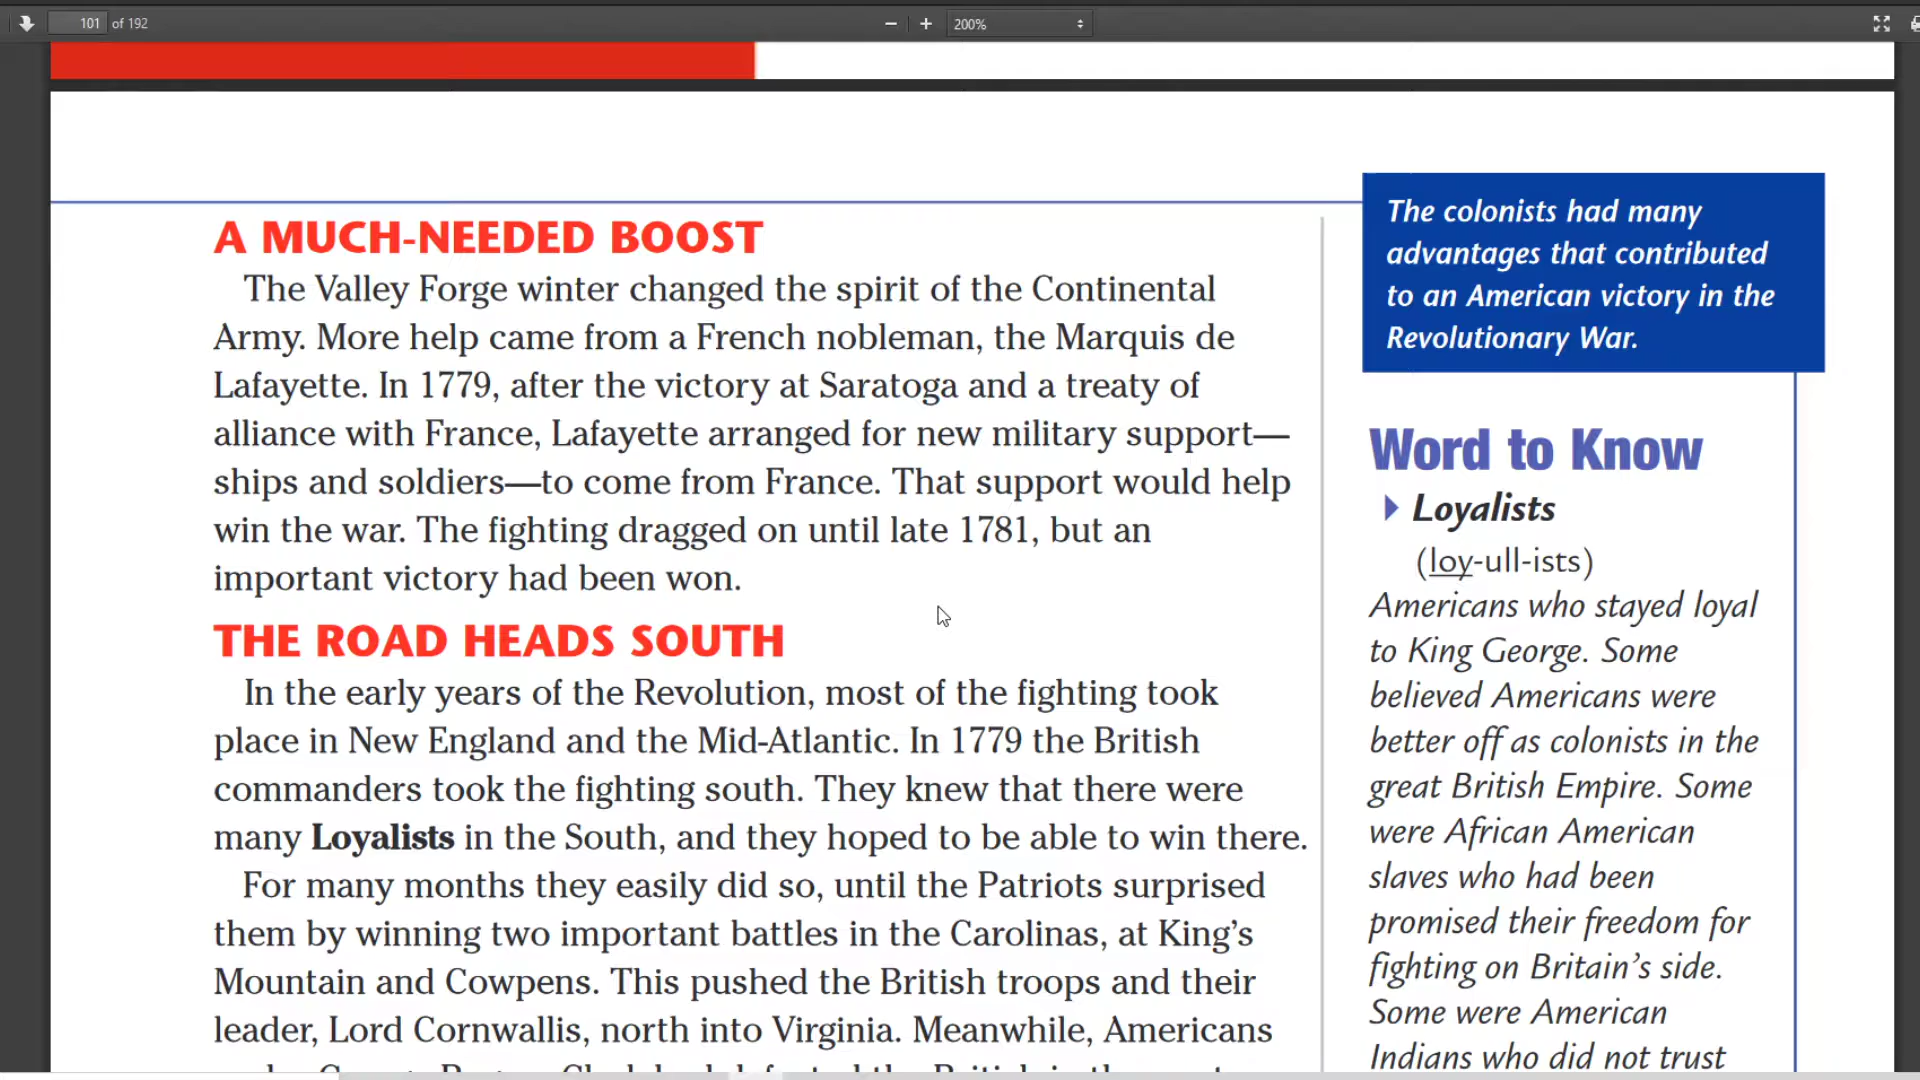 101 of 192
200%
A MUCH-NEEDED BOOST
The Valley Forge winter changed the spirit of the Continental
Army. More help came from a French nobleman, the Marquis de
Lafayette. In 1779, after the victory at Saratoga and a treaty of
alliance with France, Lafayette arranged for new military support—
ships and soldiers—to come from France. That support would help
win the war. The fighting dragged on until late 1781, but an
important victory had been won.
THE ROAD HEADS SOUTH
In the early years of the Revolution, most of the fighting took
place in New England and the Mid-Atlantic. In 1779 the British
commanders took the fighting south. They knew that there were
many Loyalists in the South, and they hoped to be able to win there.
For many months they easily did so, until the Patriots surprised
them by winning two important battles in the Carolinas, at King's
Mountain and Cowpens. This pushed the British troops and their
leader, Lord Cornwallis, north into Virginia. Meanwhile, Americans
The colonists had many
advantages that contributed
to an American victory in the
Revolutionary War.
Word to Know
Loyalists
(loy-ull-ists)
Americans who stayed loyal
to King George. Some
believed Americans were
better off as colonists in the
great British Empire. Some
were African American
slaves who had been
promised their freedom for
fighting on Britain's side.
Some were American
Indians who did not trust